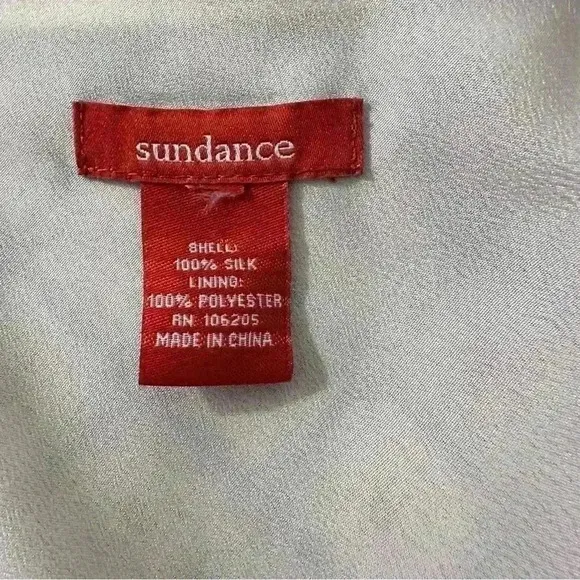 sundance
SHELL:
100% SILK
LINING:
100% POLYESTER
RN 106205
MADE IN CHINA